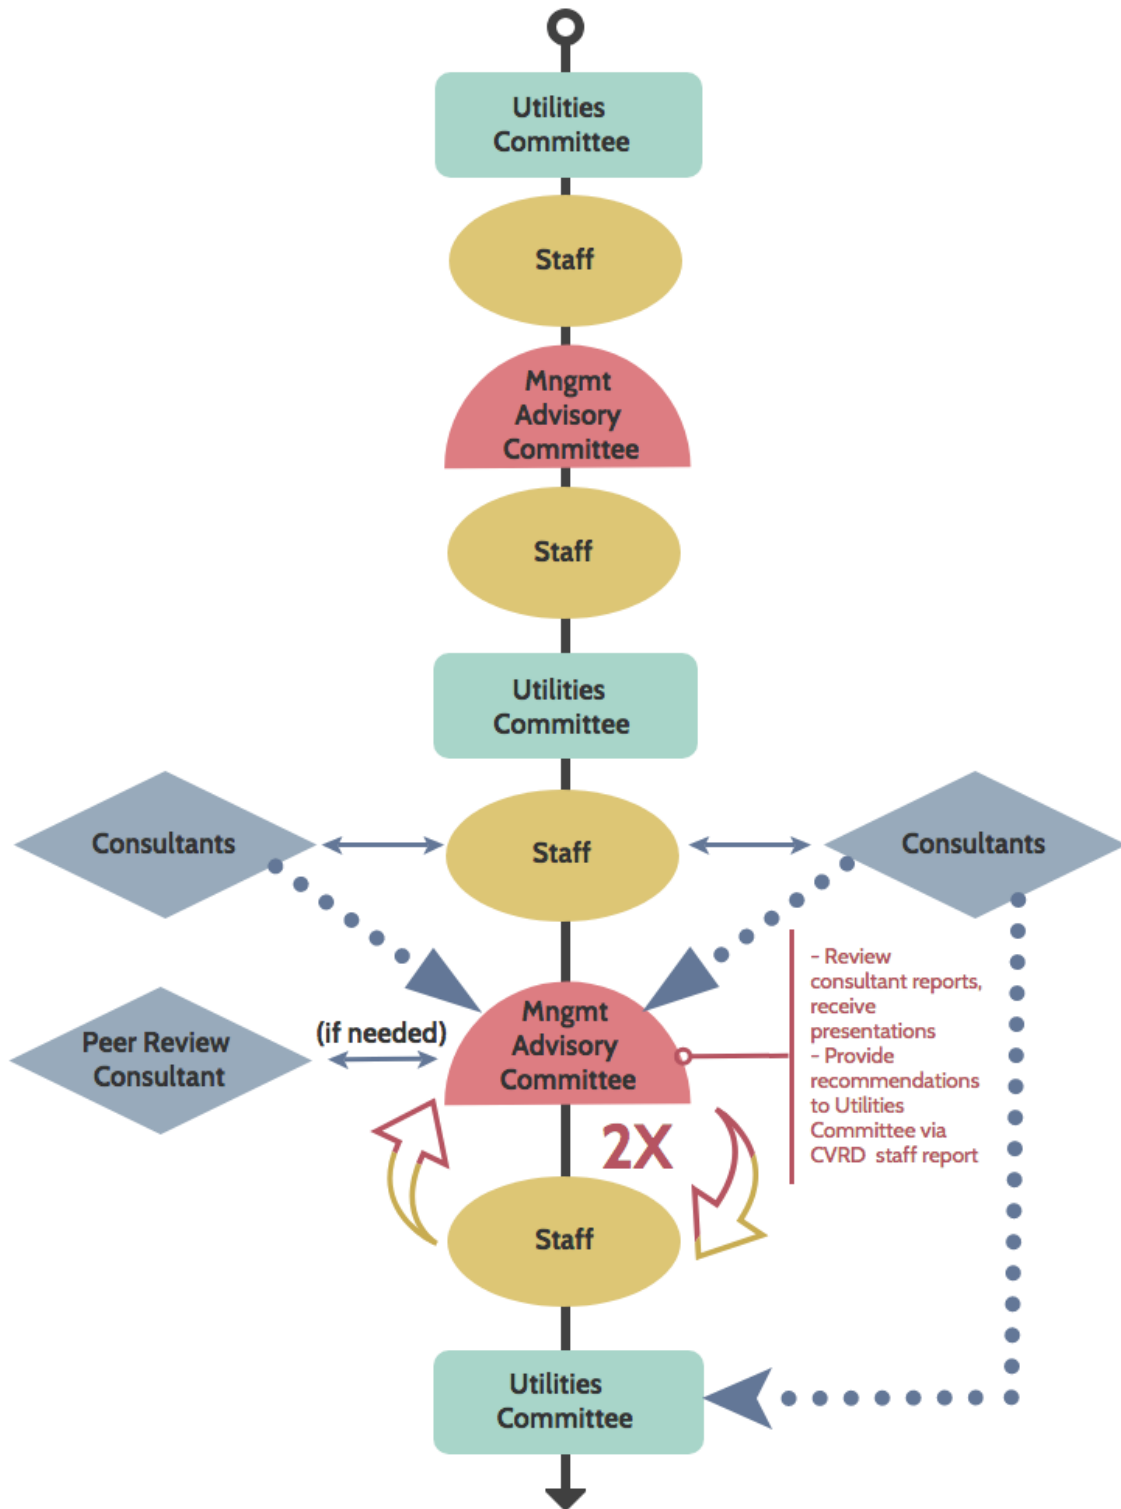 Utilities
Committee
Staff
Mngmt
Advisory
Committee
Staff
Utilities
Committee
Consultants
Staff
Consultants
- Review
consultant reports,
receive
presentations
- Provide
recommendations
to Utilities
Committee via
CVRD staff report
Peer Review
Consultant
(if needed)
Mngmt
Advisory
Committee
2X
Staff
Utilities
Committee